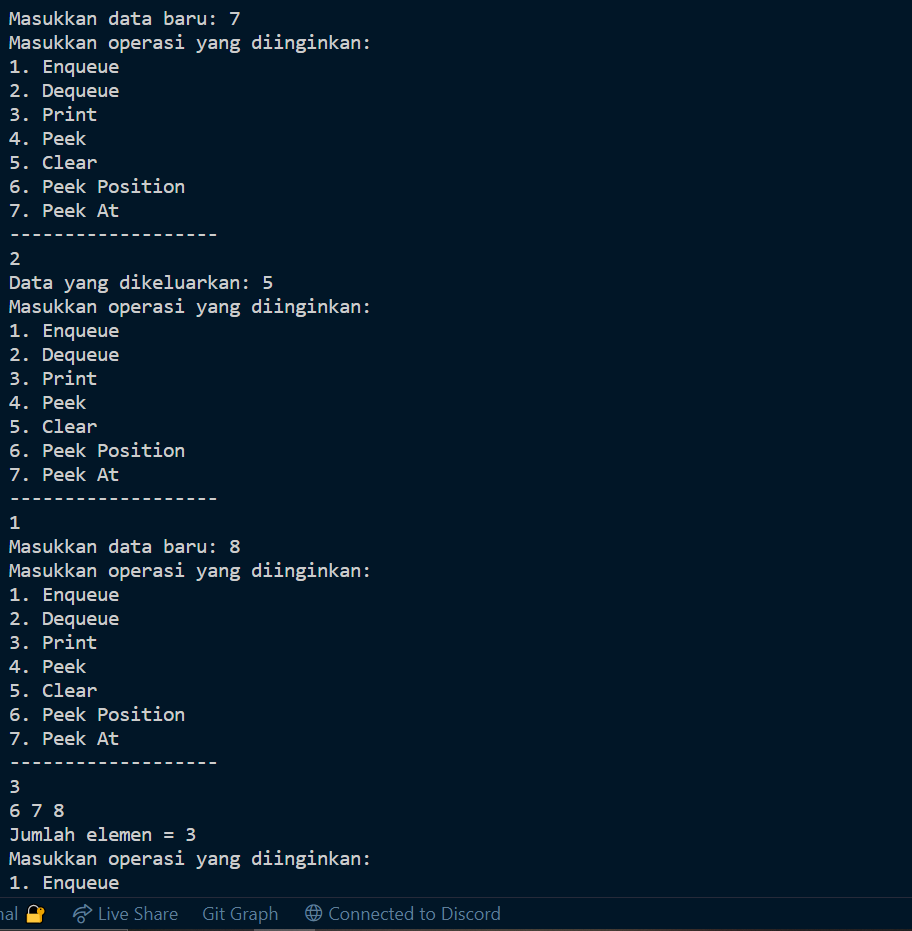 Masukkan data baru: 7
Masukkan operasi yang diinginkan:
1. Enqueue
2. Dequeue
3. Print
4. Peek
5. Clear
6. Peek Position
7. Peek At
-------------------
2
Data yang dikeluarkan: 5
Masukkan operasi yang diinginkan:
1. Enqueue
2. Dequeue
3. Print
4. Peek
5. Clear
6. Peek Position
7. Peek At
-------------------
1
Masukkan data baru: 8
Masukkan operasi yang diinginkan:
1. Enqueue
2. Dequeue
3. Print
4. Peek
5. Clear
6. Peek Position
7. Peek At
-------------------
3
6 7 8
Jumlah elemen = 3
Masukkan operasi yang diinginkan:
1. Enqueue
Live Share Git Graph Connected to Discord